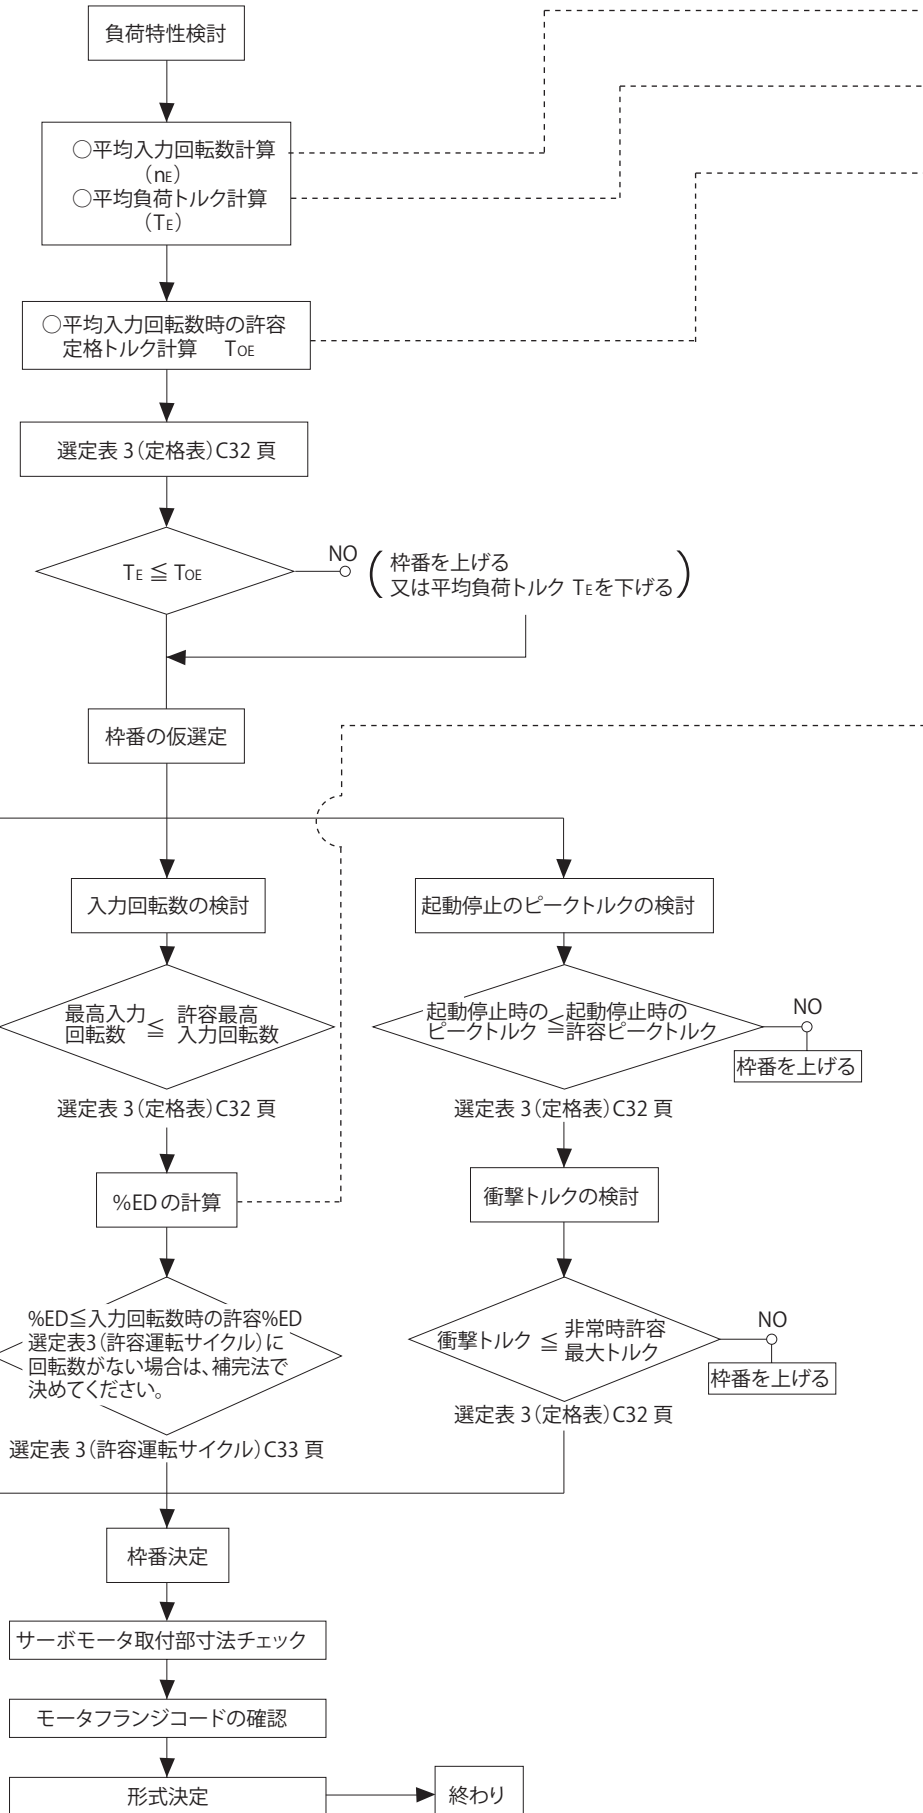 負荷特性検討
○平均入力回転数計算
(nE)
○平均負荷トルク計算
(TE)
○平均入力回転数時の許容
定格トルク計算 TOE
選定表 3(定格表)C32 頁
TE ≦ TOE
NO
枠番を上げる
又は平均負荷トルク TEを下げる
枠番の仮選定
入力回転数の検討
最高入力
回転数
≦
許容最高
入力回転数
選定表 3(定格表)C32 頁
%EDの計算
%ED≦入力回転数時の許容%ED
選定表3(許容運転サイクル)に
回転数がない場合は、補完法で
決めてください。
選定表 3(許容運転サイクル)C33 頁
起動停止のピークトルクの検討
起動停止時の
ピークトルク
≦
起動停止時の
許容ピークトルク
NO
枠番を上げる
選定表 3(定格表)C32 頁
衝撃トルクの検討
衝撃トルク ≦
非常時許容
最大トルク
NO
枠番を上げる
選定表 3(定格表)C32 頁
枠番決定
サーボモータ取付部寸法チェック
モータフランジコードの確認
形式決定
終わり